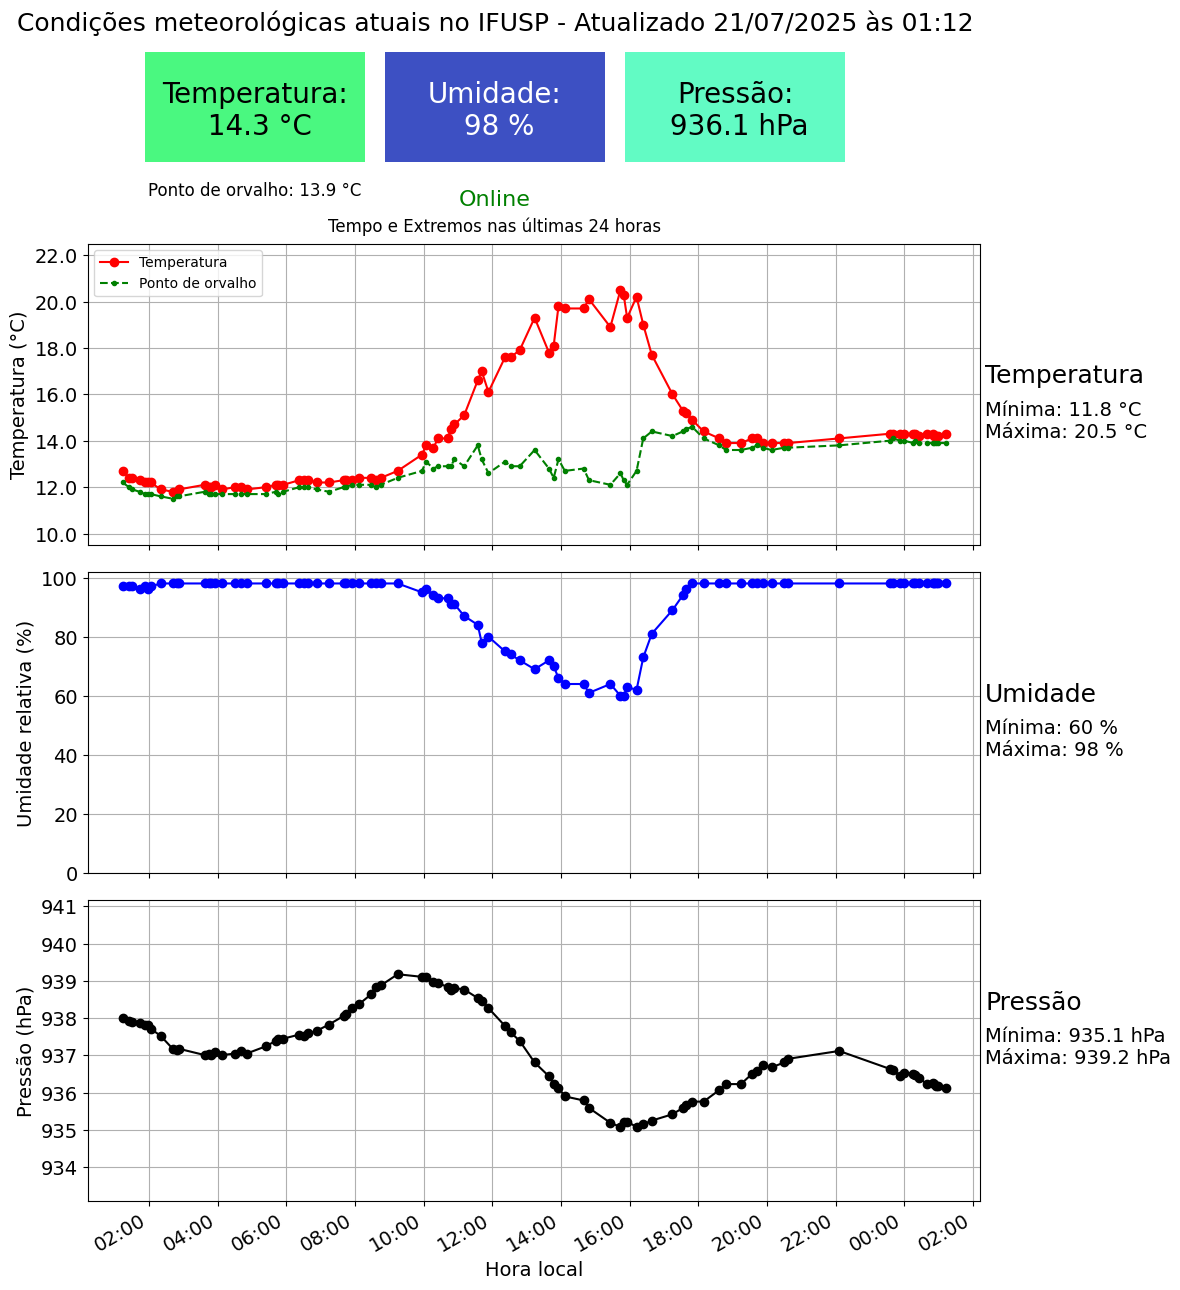 Condições meteorológicas atuais no IFUSP - Atualizado 21/07/2025 às 01:12
Temperatura:
14.3 °C
Umidade:
98 %
Pressão:
936.1 hPa
Ponto de orvalho: 13.9 °C
Online
Tempo e Extremos nas últimas 24 horas
Temperatura (°C)
22.0
20.0
18.0
16.0
14.0
12.0
10.0
Temperatura
Ponto de orvalho
Temperatura
Mínima: 11.8 °C
Máxima: 20.5 °C
Umidade relativa (%)
100
80
60
40
20
0
Umidade
Mínima: 60 %
Máxima: 98 %
Pressão (hPa)
941
940
939
938
937
936
935
934
Pressão
Mínima: 935.1 hPa
Máxima: 939.2 hPa
02:00 04:00 06:00 08:00 10:00 12:00 14:00 16:00 18:00 20:00 22:00 00:00 02:00
Hora local